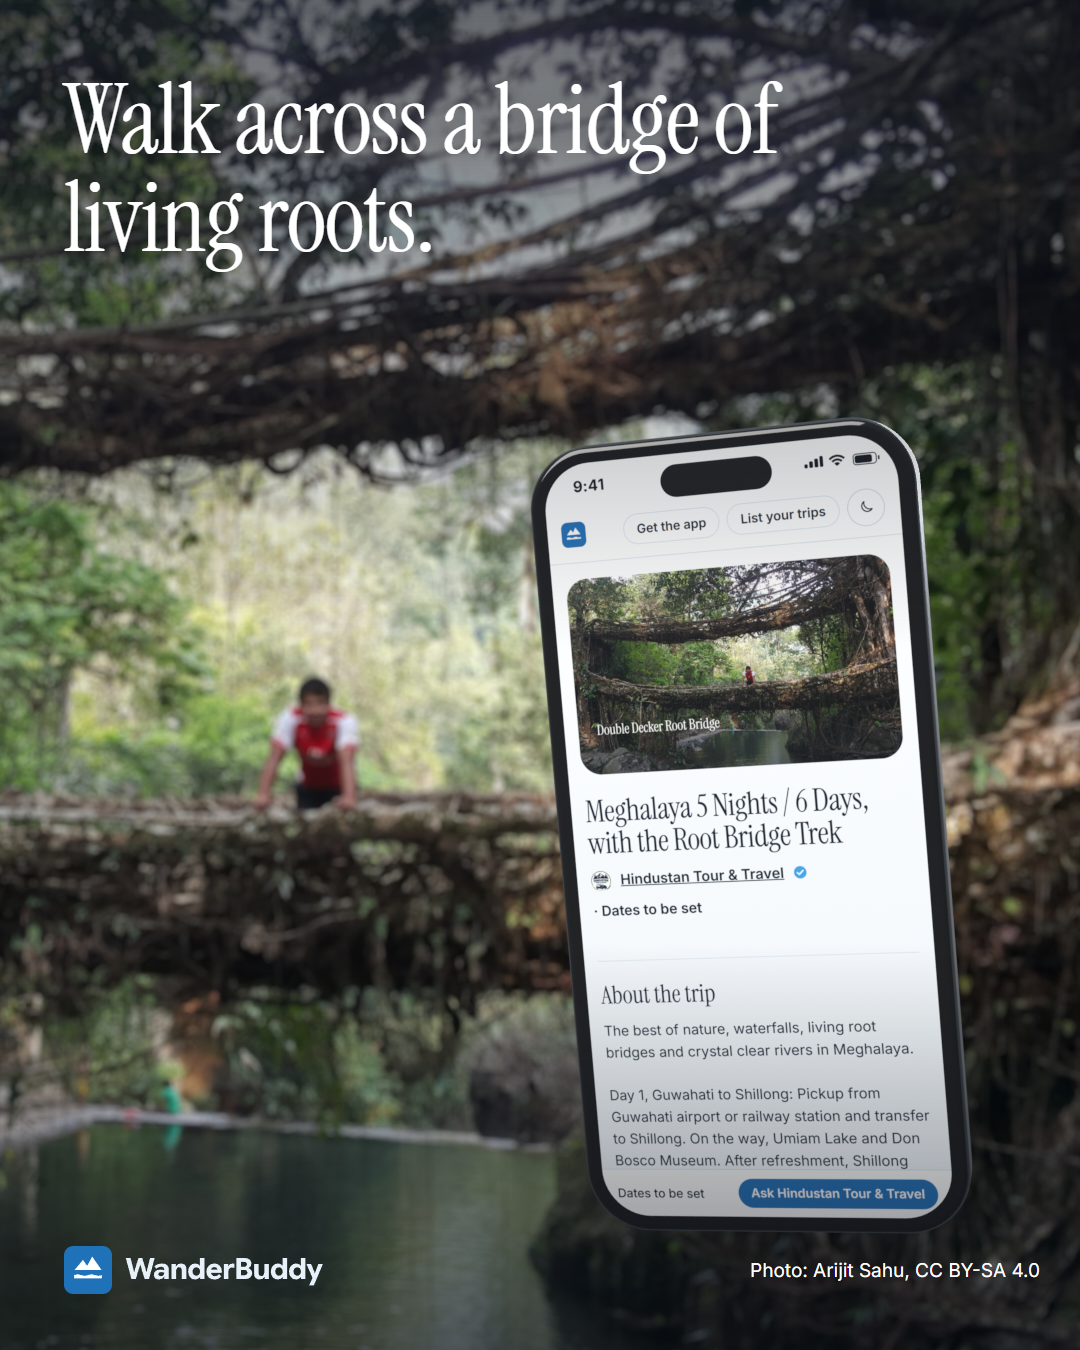 Walk across a bridge of
living roots.
9:41
Get the app
List your trips
Double Decker Root Bridge
Meghalaya 5 Nights / 6 Days,
with the Root Bridge Trek
Hindustan Tour & Travel
· Dates to be set
About the trip
The best of nature, waterfalls, living root
bridges and crystal clear rivers in Meghalaya.
Day 1, Guwahati to Shillong: Pickup from
Guwahati airport or railway station and transfer
to Shillong. On the way, Umiam Lake and Don
Bosco Museum. After refreshment, Shillong
Dates to be set
Ask Hindustan Tour & Travel
WanderBuddy
Photo: Arijit Sahu, CC BY-SA 4.0